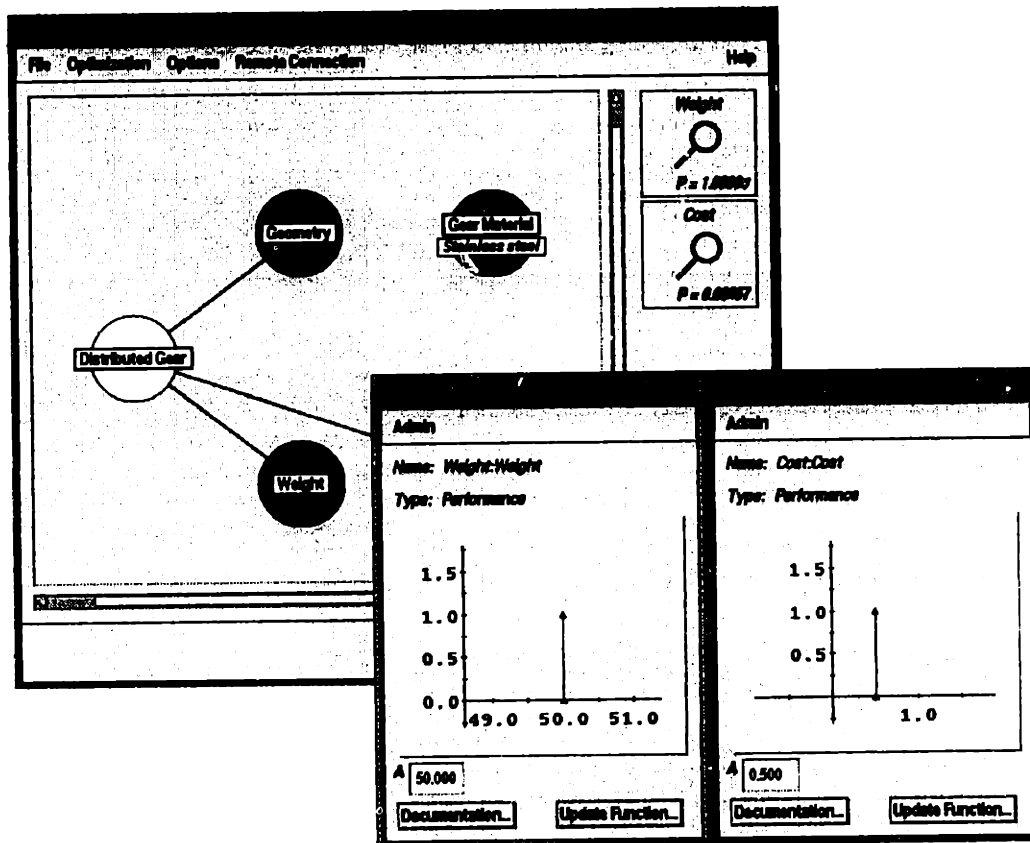 File Optimization Options Remote Connection Help
Weight
Cost
Geometry
Gear Material
Stainless steel
Distributed Gear
Weight
Admin
Name: Weight:Weight
Type: Performance
1.5
1.0
0.5
0.0
49.0 50.0 51.0
A 50.000
Documentation... Update Function...
Admin
Name: Cost:Cost
Type: Performance
1.5
1.0
0.5
1.0
A 0.500
Documentation... Update Function...